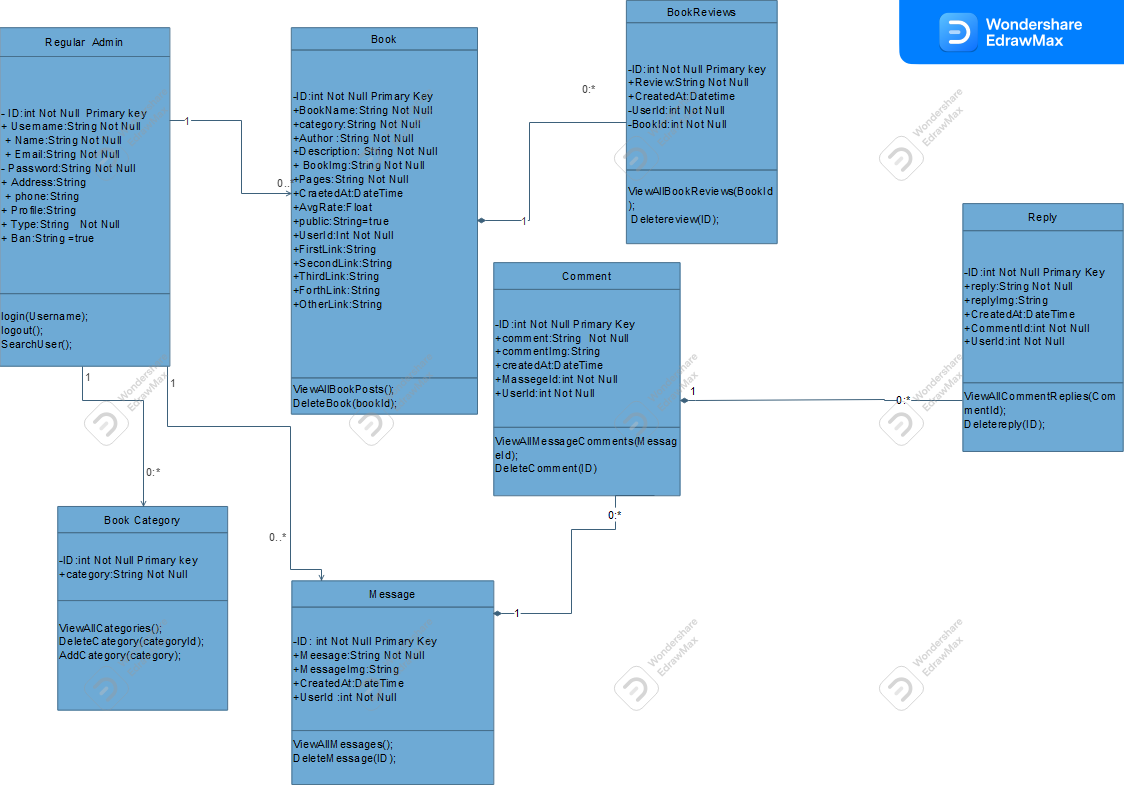 Wondershare
EdrawMax
Regular Admin
- ID:int Not Null Primary key
+ Username:String Not Null
+ Name:String Not Null
+ Email:String Not Null
- Password:String Not Null
+ Address:String
+ phone:String
+ Profile:String
+ Type:String Not Null
+ Ban:String =true
login(Username);
logout();
SearchUser();
1
0..*
Book
-ID:int Not Null Primary Key
+BookName:String Not Null
+category:String Not Null
+Author :String Not Null
+Description: String Not Null
+ BookImg:String Not Null
+Pages:String Not Null
+CraetedAt:DateTime
+AvgRate:Float
+public:String=true
+UserId:Int Not Null
+FirstLink:String
+SecondLink:String
+ThirdLink:String
+ForthLink:String
+OtherLink:String
ViewAllBookPosts();
DeleteBook(bookId);
1
0:*
BookReviews
-ID:int Not Null Primary key
+Review:String Not Null
+CreatedAt:Datetime
-UserId:int Not Null
-BookId:int Not Null
ViewAllBookReviews(BookId
);
Deletereview(ID);
Comment
-ID:int Not Null Primary Key
+comment:String Not Null
+commentImg:String
+createdAt:DateTime
+MassegeId:int Not Null
+UserId:int Not Null
ViewAllMessageComments(Messag
eId);
DeleteComment(ID)
1
0:*
Reply
-ID:int Not Null Primary Key
+reply:String Not Null
+replyImg:String
+CreatedAt:DateTime
+CommentId:int Not Null
+UserId:int Not Null
ViewAllCommentReplies(Com
mentId);
Deletereply(ID);
1
0:*
Book Category
-ID:int Not Null Primary key
+category:String Not Null
ViewAllCategories();
DeleteCategory(categoryId);
AddCategory(category);
1
0..*
Message
-ID: int Not Null Primary Key
+Meesage:String Not Null
+MessageImg:String
+CreatedAt:DateTime
+UserId :int Not Null
ViewAllMessages();
DeleteMessage(ID);
1
0:*
Wondershare
EdrawMax
Wondershare
EdrawMax
Wondershare
EdrawMax
Wondershare
EdrawMax
Wondershare
EdrawMax
Wondershare
EdrawMax